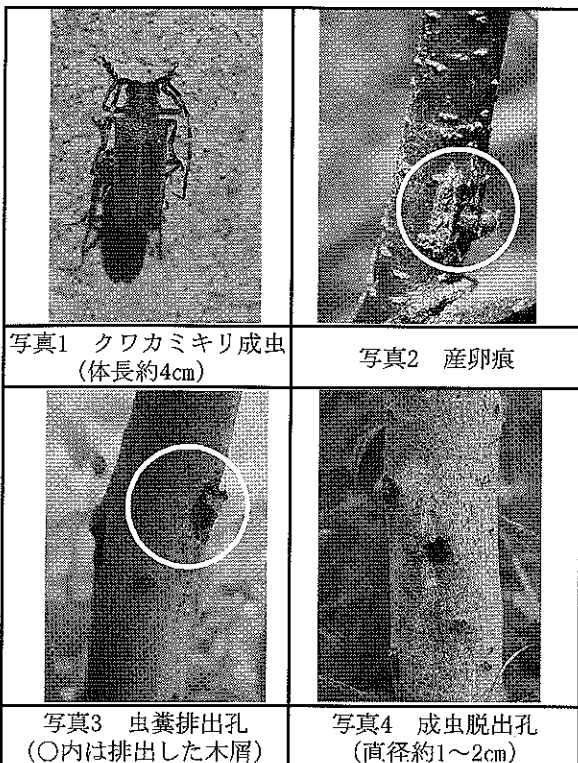 写真1 クワカミキリ成虫
(体長約4cm)
写真2 産卵痕
写真3 虫糞排出孔
(○内は排出した木屑)
写真4 成虫脱出孔
(直径約1～2cm)